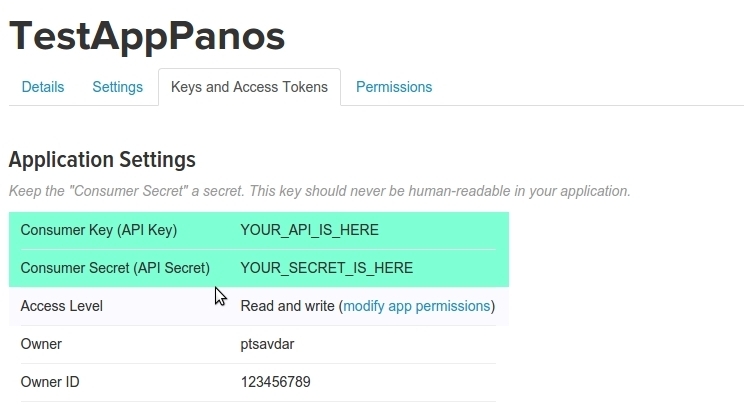 TestAppPanos
Details Settings Keys and Access Tokens Permissions
Application Settings
Keep the "Consumer Secret" a secret. This key should never be human-readable in your application.
Consumer Key (API Key) YOUR_API_IS_HERE
Consumer Secret (API Secret) YOUR_SECRET_IS_HERE
Access Level Read and write (modify app permissions)
Owner ptsavdar
Owner ID 123456789